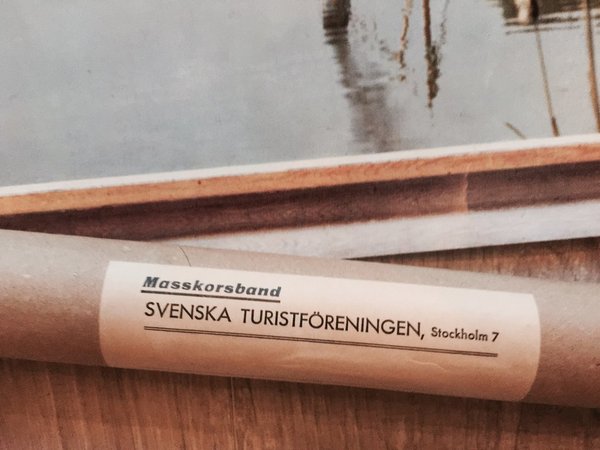 Masskorsband
SVENSKA TURISTFÖRENINGEN, Stockholm 7